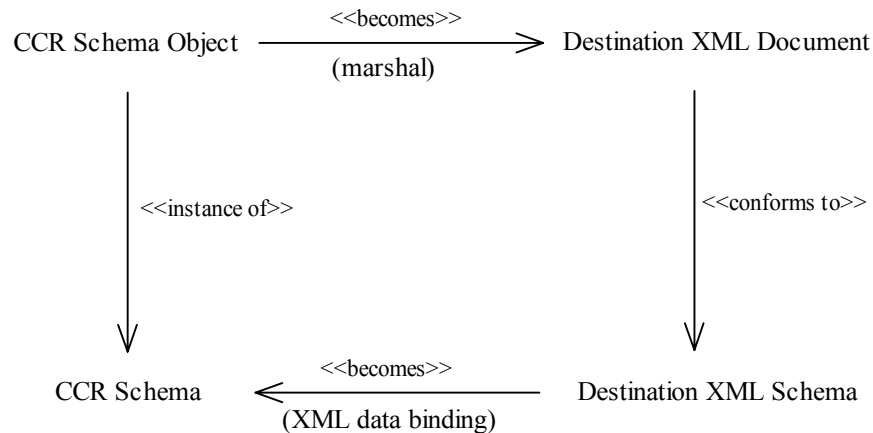 <<becomes>>
CCR Schema Object
Destination XML Document
(marshal)
<<instance of>>
<<conforms to>>
<<becomes>>
CCR Schema
Destination XML Schema
(XML data binding)